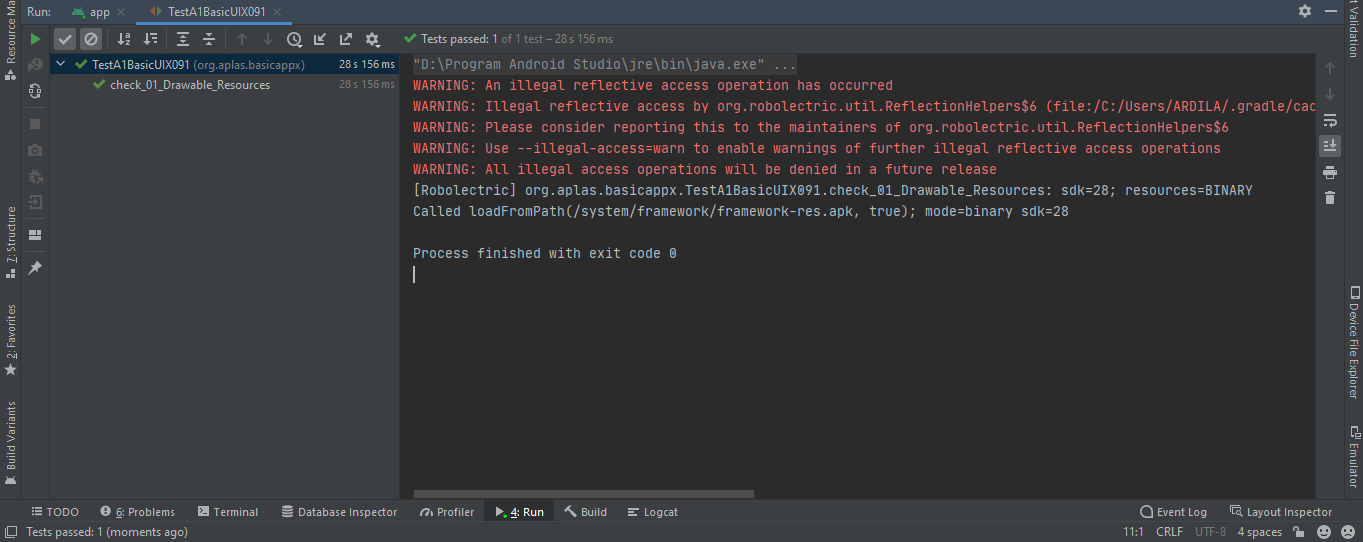 Run:
app
TestA1BasicUIX091
Tests passed: 1 of 1 test – 28 s 156 ms
TestA1BasicUIX091 (org.aplas.basicappx) 28 s 156 ms
check_01_Drawable_Resources 28 s 156 ms
"D:\Program Android Studio\jre\bin\java.exe" ...
WARNING: An illegal reflective access operation has occurred
WARNING: Illegal reflective access by org.robolectric.util.ReflectionHelpers$6 (file:/C:/Users/ARDILA/.gradle/cac
WARNING: Please consider reporting this to the maintainers of org.robolectric.util.ReflectionHelpers$6
WARNING: Use --illegal-access=warn to enable warnings of further illegal reflective access operations
WARNING: All illegal access operations will be denied in a future release
[Robolectric] org.aplas.basicappx.TestA1BasicUIX091.check_01_Drawable_Resources: sdk=28; resources=BINARY
Called loadFromPath(/system/framework/framework-res.apk, true); mode=binary sdk=28
Process finished with exit code 0
Resource Ma
7: Structure
2: Favorites
Build Variants
t Validation
Device File Explorer
Emulator
TODO
6: Problems
Terminal
Database Inspector
Profiler
4: Run
Build
Logcat
Event Log
Layout Inspector
Tests passed: 1 (moments ago)
11:1 CRLF UTF-8 4 spaces